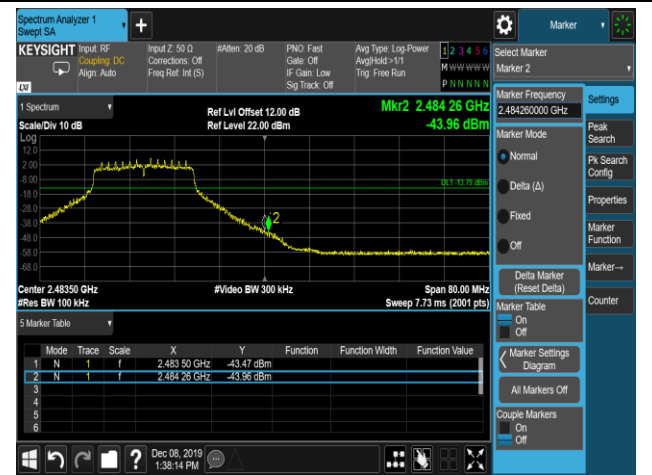 Spectrum Analyzer 1
Swept SA
Marker
KEYSIGHT
Input: RF
Coupling: DC
Align: Auto
Input Z: 50 Ω
Corrections: Off
Freq Ref: Int (S)
#Atten: 20 dB
PNO: Fast
Gate: Off
IF Gain: Low
Sig Track: Off
Avg Type: Log-Power
Avg|Hold:>1/1
Trig: Free Run
1 2 3 4 5 6
M W W W W W
P N N N N N
LXI
Select Marker
Marker 2
1 Spectrum
Scale/Div 10 dB
Log
Ref Lvl Offset 12.00 dB
Ref Level 22.00 dBm
Mkr2 2.484 26 GHz
-43.96 dBm
12.0
2.00
-8.00
-18.0
-28.0
-38.0
-48.0
-58.0
-68.0
DL1 -13.79 dBm
2
Center 2.48350 GHz
#Res BW 100 kHz
#Video BW 300 kHz
Span 80.00 MHz
Sweep 7.73 ms (2001 pts)
5 Marker Table
Mode Trace Scale X Y Function Function Width Function Value
1 N 1 f 2.483 50 GHz -43.47 dBm
2 N 1 f 2.484 26 GHz -43.96 dBm
3
4
5
6
Dec 08, 2019
1:38:14 PM
Marker Frequency
2.484260000 GHz
Marker Mode
Normal
Delta (Δ)
Fixed
Off
Delta Marker
(Reset Delta)
Marker Table
On
Off
Marker Settings
Diagram
All Markers Off
Couple Markers
On
Off
Settings
Peak
Search
Pk Search
Config
Properties
Marker
Function
Marker→
Counter